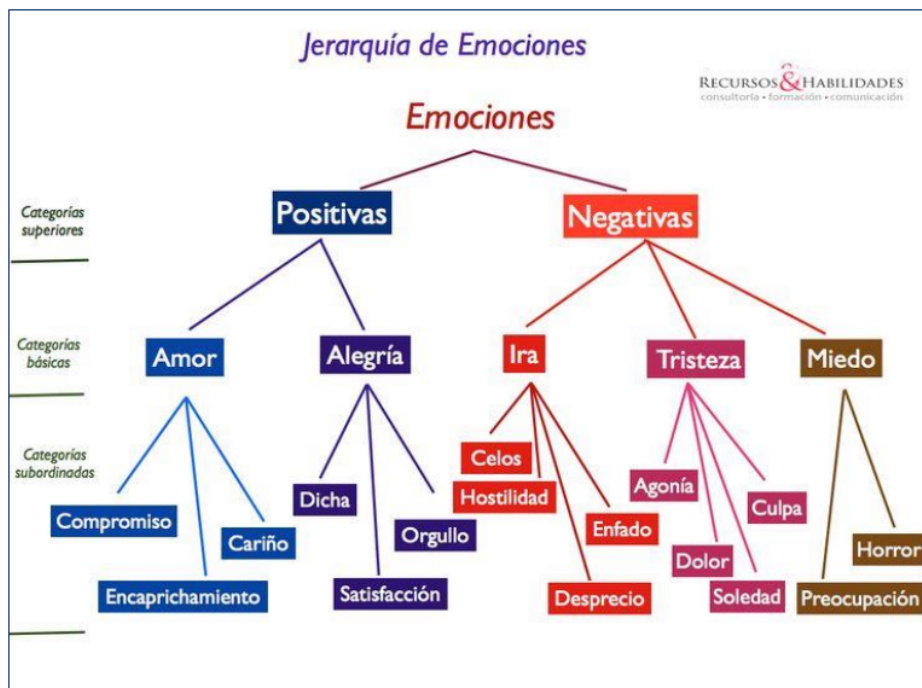 Jerarquía de Emociones
RECURSOS&HABILIDADES
consultoría • formación • comunicación
Emociones
Categorías
superiores
Positivas
Negativas
Categorías
básicas
Amor
Alegría
Ira
Tristeza
Miedo
Categorías
subordinadas
Celos
Agonía
Dicha
Hostilidad
Culpa
Compromiso
Orgullo
Enfado
Cariño
Dolor
Horror
Encaprichamiento
Satisfacción
Desprecio
Soledad
Preocupación